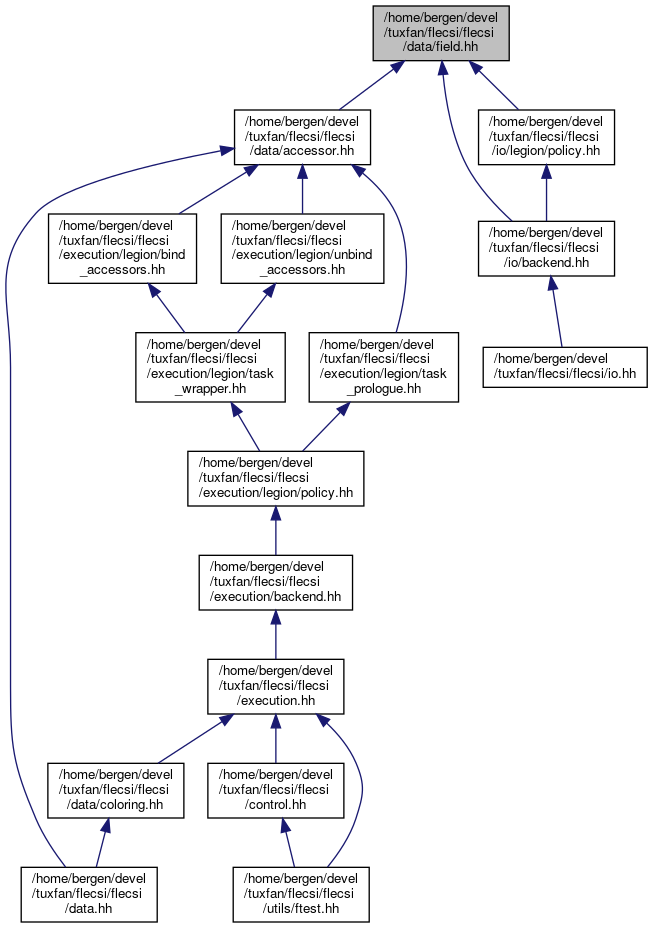 /home/bergen/devel
/tuxfan/flecsi/flecsi
/data/field.hh
/home/bergen/devel
/tuxfan/flecsi/flecsi
/data/accessor.hh
/home/bergen/devel
/tuxfan/flecsi/flecsi
/io/legion/policy.hh
/home/bergen/devel
/tuxfan/flecsi/flecsi
/execution/legion/bind
_accessors.hh
/home/bergen/devel
/tuxfan/flecsi/flecsi
/execution/legion/unbind
_accessors.hh
/home/bergen/devel
/tuxfan/flecsi/flecsi
/io/backend.hh
/home/bergen/devel
/tuxfan/flecsi/flecsi
/execution/legion/task
_wrapper.hh
/home/bergen/devel
/tuxfan/flecsi/flecsi
/execution/legion/task
_prologue.hh
/home/bergen/devel
/tuxfan/flecsi/flecsi/io.hh
/home/bergen/devel
/tuxfan/flecsi/flecsi
/execution/legion/policy.hh
/home/bergen/devel
/tuxfan/flecsi/flecsi
/execution/backend.hh
/home/bergen/devel
/tuxfan/flecsi/flecsi
/execution.hh
/home/bergen/devel
/tuxfan/flecsi/flecsi
/data/coloring.hh
/home/bergen/devel
/tuxfan/flecsi/flecsi
/control.hh
/home/bergen/devel
/tuxfan/flecsi/flecsi
/data.hh
/home/bergen/devel
/tuxfan/flecsi/flecsi
/utils/ftest.hh